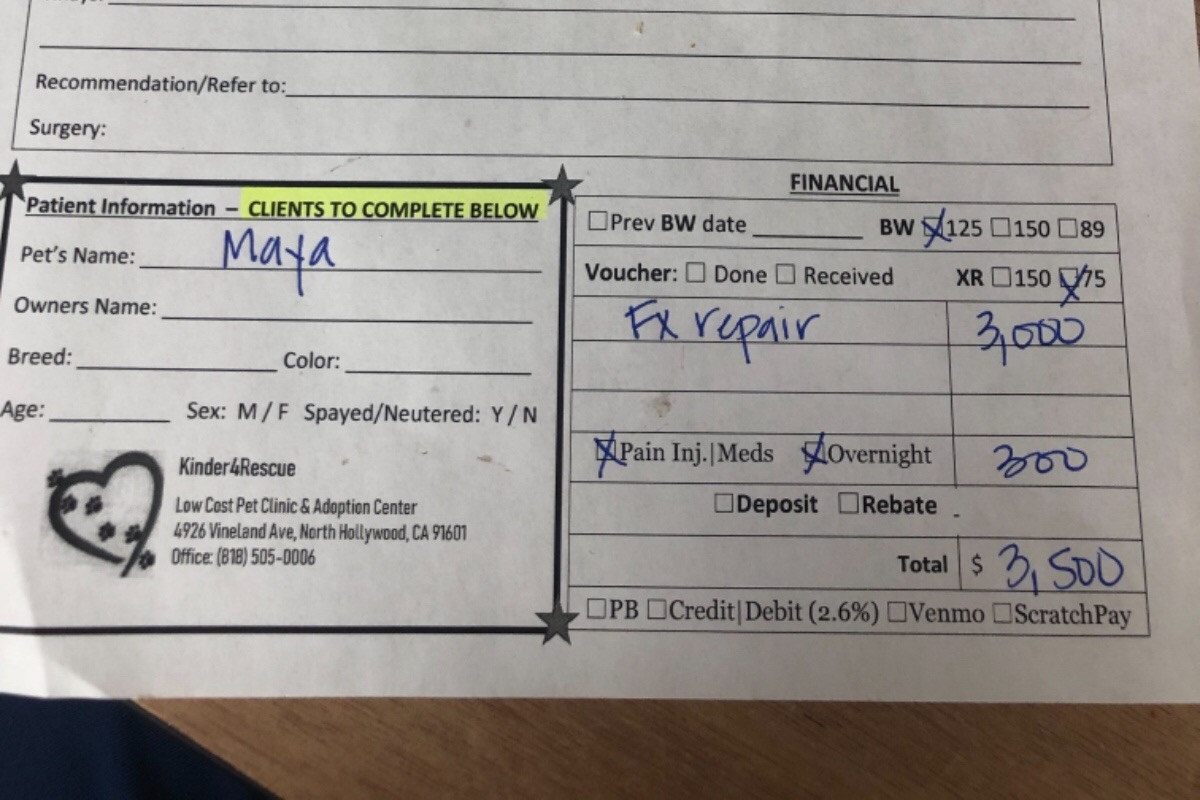 Recommendation/Refer to:
Surgery:
Patient Information – CLIENTS TO COMPLETE BELOW
Pet's Name: Maya
Owners Name:
Breed: Color:
Age: Sex: M / F Spayed/Neutered: Y / N
Kinder4Rescue
Low Cost Pet Clinic & Adoption Center
4926 Vineland Ave, North Hollywood, CA 91601
Office: (818) 505-0006
FINANCIAL
☐Prev BW date BW ☒125 ☐150 ☐89
Voucher: ☐ Done ☐ Received XR ☐150 ☒75
Fx repair 3,000
☒Pain Inj.|Meds ☒Overnight 300
☐Deposit ☐Rebate -
Total $ 3,500
☐PB ☐Credit|Debit (2.6%) ☐Venmo ☐ScratchPay